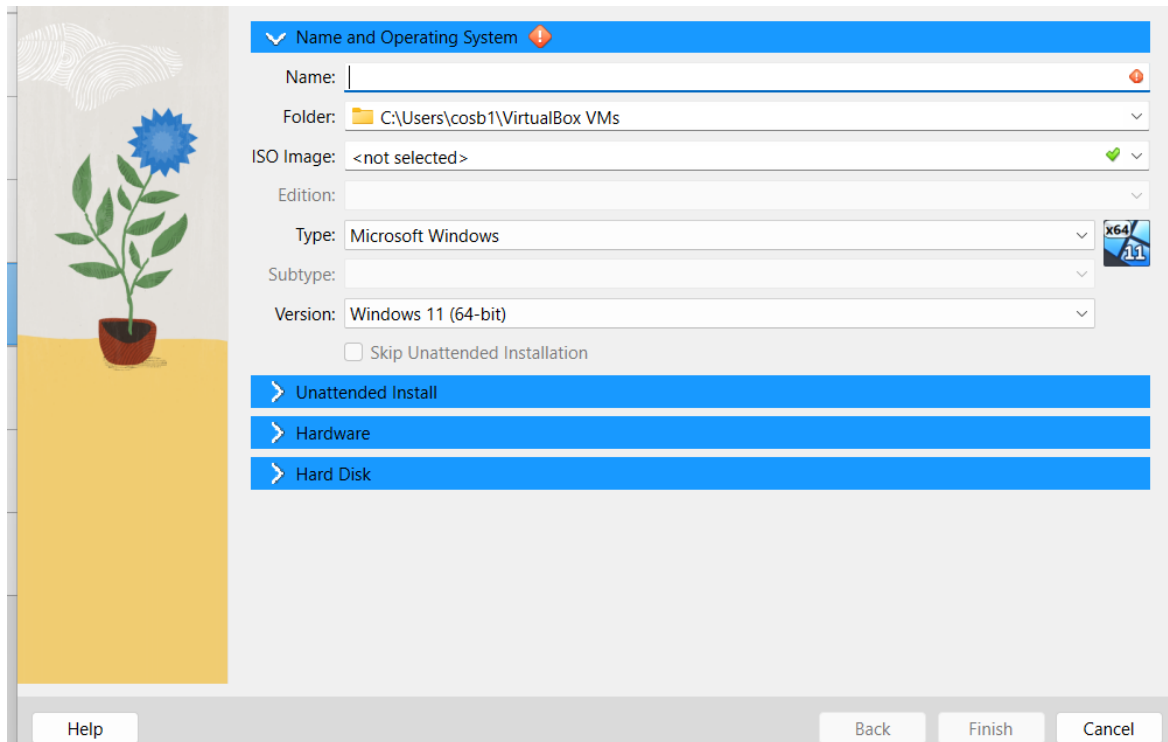 Name and Operating System
Name:
Folder: C:\Users\cosb1\VirtualBox VMs
ISO Image: <not selected>
Edition:
Type: Microsoft Windows
x64
11
Subtype:
Version: Windows 11 (64-bit)
Skip Unattended Installation
Unattended Install
Hardware
Hard Disk
Help Back Finish Cancel